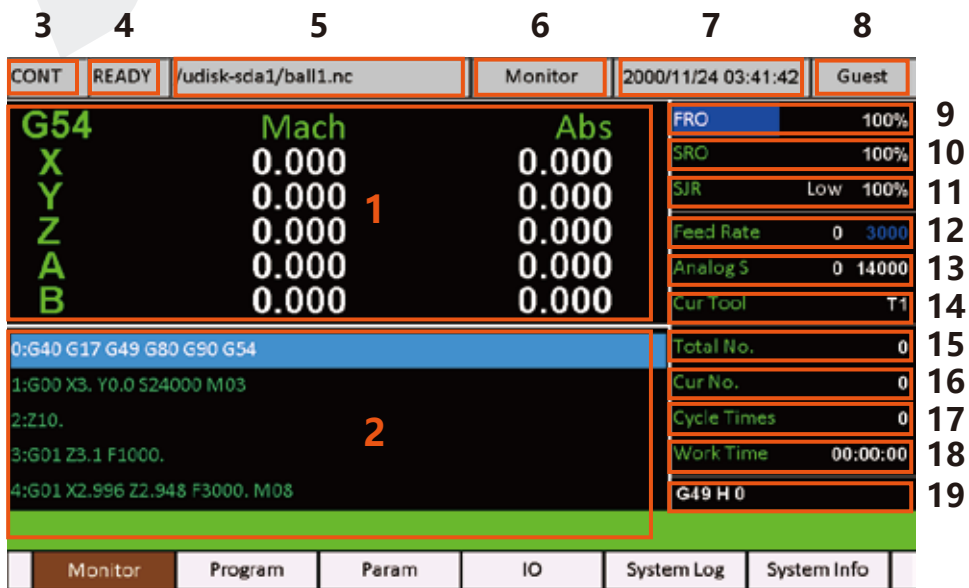 3 4 5 6 7 8
CONT READY /udisk-sda1/ball1.nc Monitor 2000/11/24 03:41:42 Guest
G54 Mach Abs
X 0.000 0.000
Y 0.000 0.000
Z 0.000 0.000
A 0.000 0.000
B 0.000 0.000
1
FRO 100% 9
SRO 100% 10
SJR Low 100% 11
Feed Rate 0 3000 12
Analog S 0 14000 13
Cur Tool T1 14
0:G40 G17 G49 G80 G90 G54
1:G00 X3. Y0.0 S24000 M03
2:Z10.
3:G01 Z3.1 F1000.
4:G01 X2.996 Z2.948 F3000. M08
2
Total No. 0 15
Cur No. 0 16
Cycle Times 0 17
Work Time 00:00:00 18
G49 H 0 19
Monitor Program Param IO System Log System Info